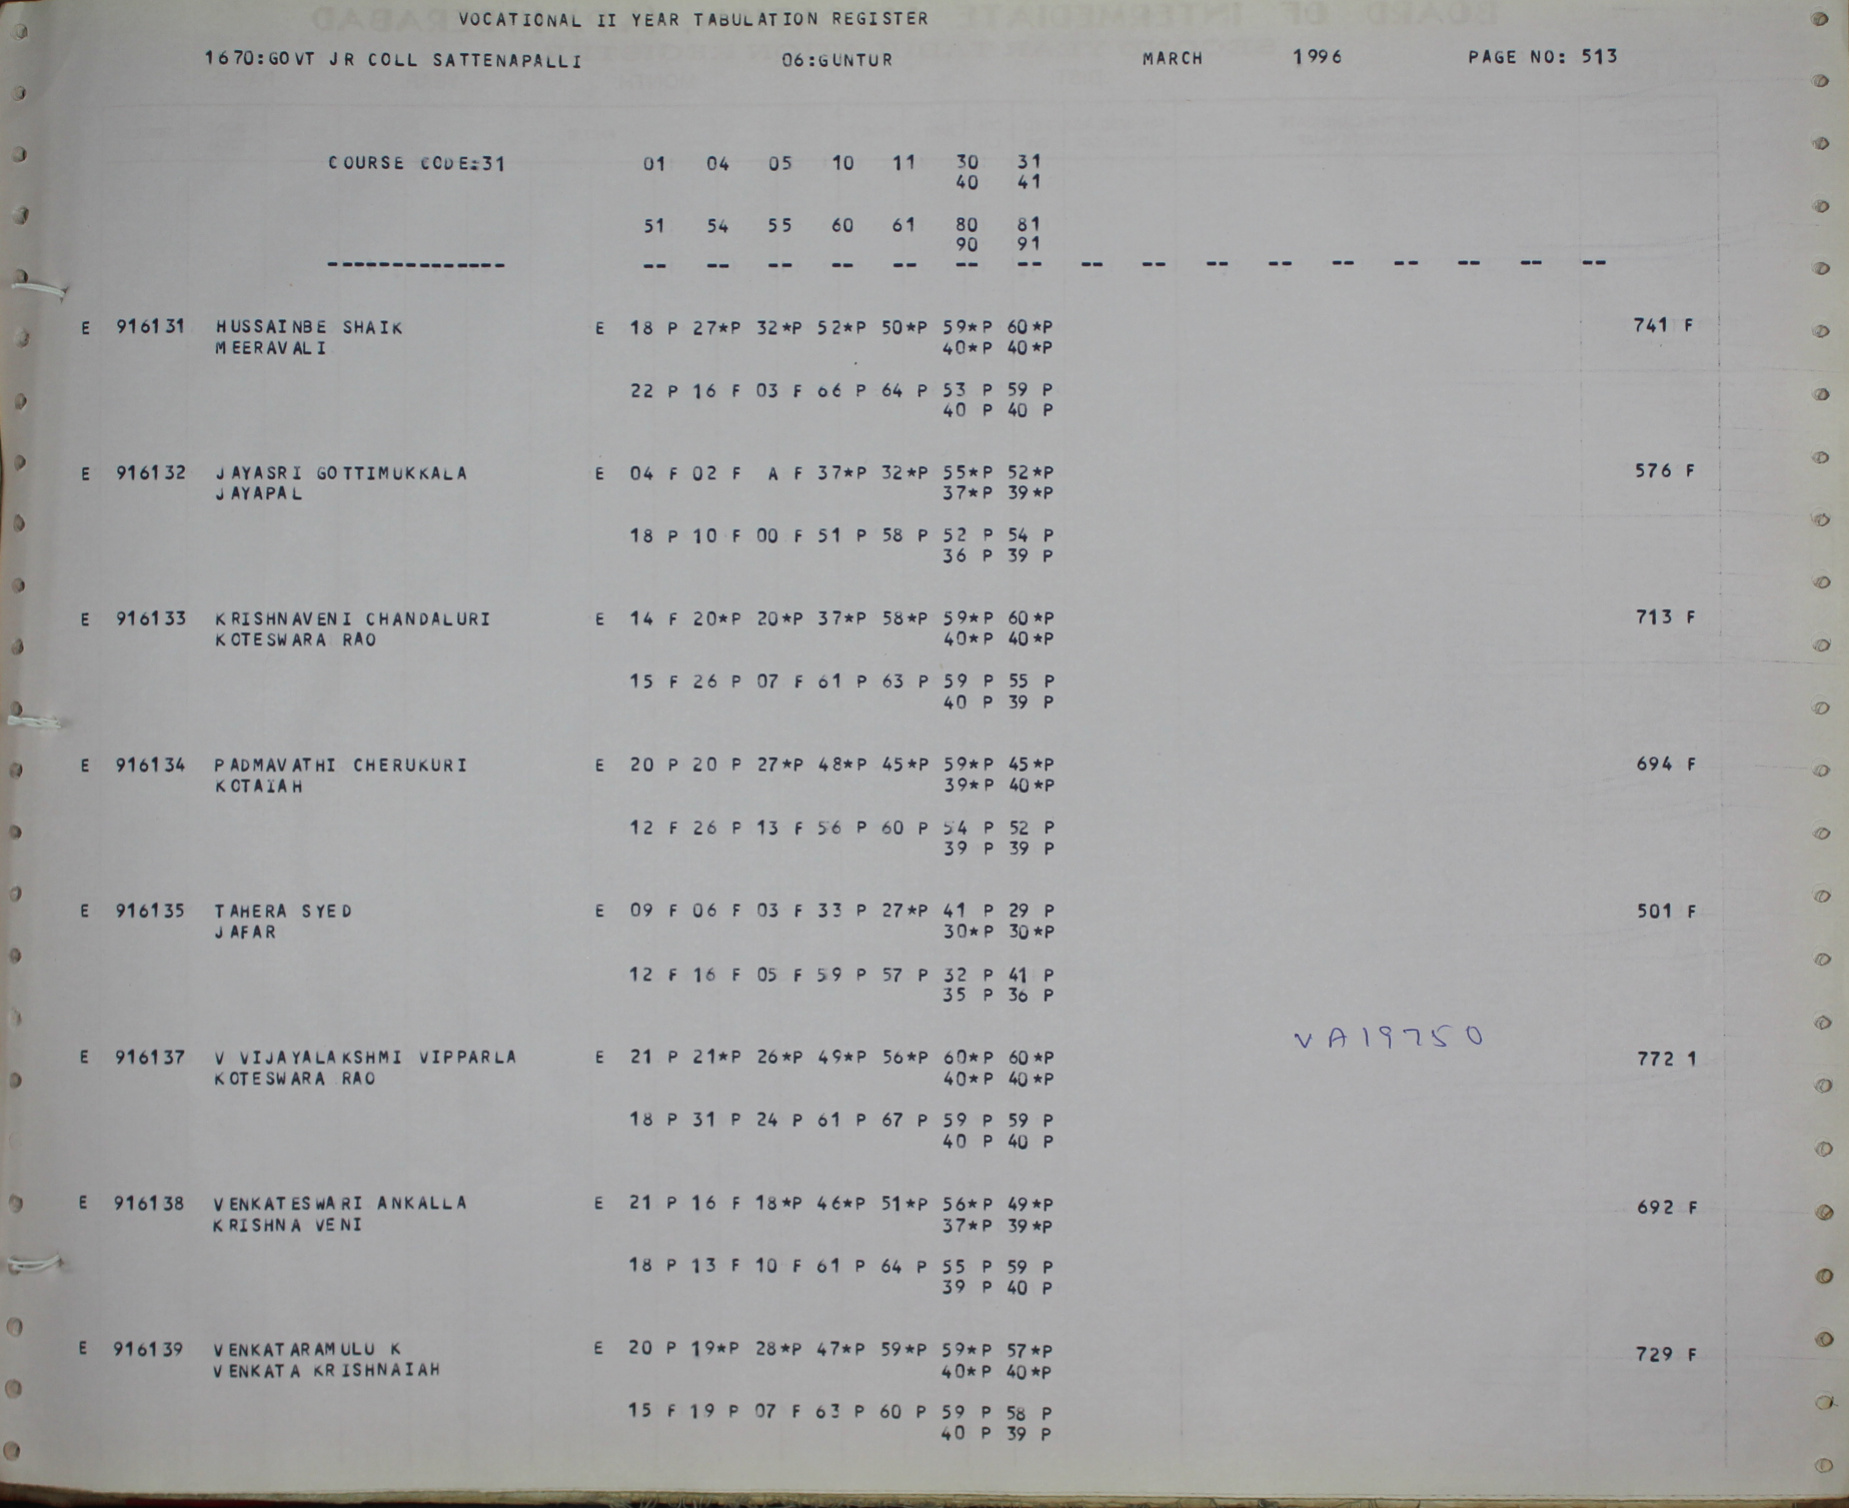 VOCATIONAL II YEAR TABULATION REGISTER
1670:GOVT JR COLL SATTENAPALLI 06:GUNTUR MARCH 1996 PAGE NO: 513
COURSE CODE:31 01 04 05 10 11 30 31
40 41
51 54 55 60 61 80 81
90 91
-------------- -- -- -- -- -- -- -- -- -- -- -- -- -- -- -- --
E 916131 HUSSAINBE SHAIK E 18 P 27*P 32*P 52*P 50*P 59*P 60*P 741 F
MEERAVALI 40*P 40*P
22 P 16 F 03 F 66 P 64 P 53 P 59 P
40 P 40 P
E 916132 JAYASRI GOTTIMUKKALA E 04 F 02 F A F 37*P 32*P 55*P 52*P 576 F
JAYAPAL 37*P 39*P
18 P 10 F 00 F 51 P 58 P 52 P 54 P
36 P 39 P
E 916133 KRISHNAVENI CHANDALURI E 14 F 20*P 20*P 37*P 58*P 59*P 60*P 713 F
KOTESWARA RAO 40*P 40*P
15 F 26 P 07 F 61 P 63 P 59 P 55 P
40 P 39 P
E 916134 PADMAVATHI CHERUKURI E 20 P 20 P 27*P 48*P 45*P 59*P 45*P 694 F
KOTAIAH 39*P 40*P
12 F 26 P 13 F 56 P 60 P 54 P 52 P
39 P 39 P
E 916135 TAHERA SYED E 09 F 06 F 03 F 33 P 27*P 41 P 29 P 501 F
JAFAR 30*P 30*P
12 F 16 F 05 F 59 P 57 P 32 P 41 P
35 P 36 P
VA19750
E 916137 V VIJAYALAKSHMI VIPPARLA E 21 P 21*P 26*P 49*P 56*P 60*P 60*P 772 1
KOTESWARA RAO 40*P 40*P
18 P 31 P 24 P 61 P 67 P 59 P 59 P
40 P 40 P
E 916138 VENKATESWARI ANKALLA E 21 P 16 F 18*P 46*P 51*P 56*P 49*P 692 F
KRISHNA VENI 37*P 39*P
18 P 13 F 10 F 61 P 64 P 55 P 59 P
39 P 40 P
E 916139 VENKATARAMULU K E 20 P 19*P 28*P 47*P 59*P 59*P 57*P 729 F
VENKATA KRISHNAIAH 40*P 40*P
15 F 19 P 07 F 63 P 60 P 59 P 58 P
40 P 39 P